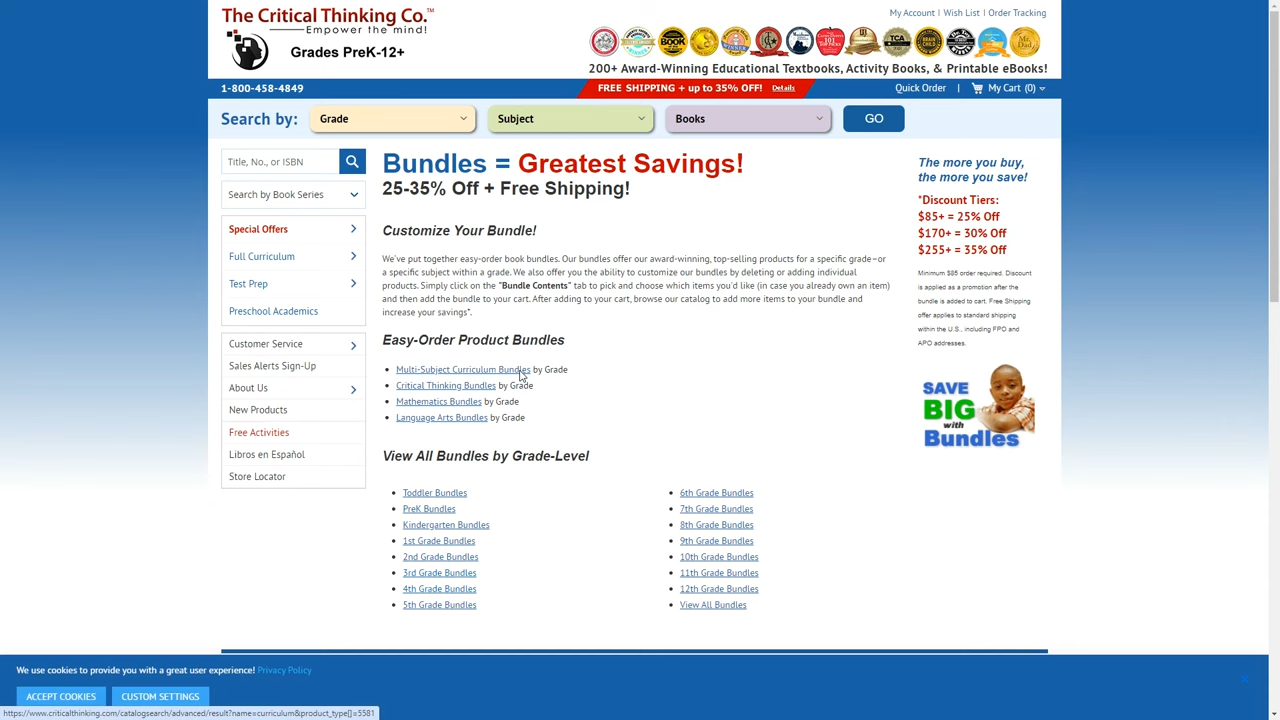 The Critical Thinking Co.™
Empower the mind!
Grades PreK-12+
My Account | Wish List | Order Tracking
200+ Award-Winning Educational Textbooks, Activity Books, & Printable eBooks!
1-800-458-4849
FREE SHIPPING + up to 35% OFF! Details
Quick Order | My Cart (0)
Search by: Grade Subject Books GO
Title, No., or ISBN
Search by Book Series
Special Offers
Full Curriculum
Test Prep
Preschool Academics
Customer Service
Sales Alerts Sign-Up
About Us
New Products
Free Activities
Libros en Español
Store Locator
Bundles = Greatest Savings!
25-35% Off + Free Shipping!
Customize Your Bundle!
We've put together easy-order book bundles. Our bundles offer our award-winning, top-selling products for a specific grade–or
a specific subject within a grade. We also offer you the ability to customize our bundles by deleting or adding individual
products. Simply click on the "Bundle Contents" tab to pick and choose which items you'd like (in case you already own an item)
and then add the bundle to your cart. After adding to your cart, browse our catalog to add more items to your bundle and
increase your savings*.
Easy-Order Product Bundles
• Multi-Subject Curriculum Bundles by Grade
• Critical Thinking Bundles by Grade
• Mathematics Bundles by Grade
• Language Arts Bundles by Grade
View All Bundles by Grade-Level
• Toddler Bundles
• PreK Bundles
• Kindergarten Bundles
• 1st Grade Bundles
• 2nd Grade Bundles
• 3rd Grade Bundles
• 4th Grade Bundles
• 5th Grade Bundles
• 6th Grade Bundles
• 7th Grade Bundles
• 8th Grade Bundles
• 9th Grade Bundles
• 10th Grade Bundles
• 11th Grade Bundles
• 12th Grade Bundles
• View All Bundles
The more you buy,
the more you save!
*Discount Tiers:
$85+ = 25% Off
$170+ = 30% Off
$255+ = 35% Off
Minimum $85 order required. Discount
is applied as a promotion after the
bundle is added to cart. Free Shipping
offer applies to standard shipping
within the U.S., including FPO and
APO addresses.
SAVE
BIG
with
Bundles
We use cookies to provide you with a great user experience! Privacy Policy
ACCEPT COOKIES CUSTOM SETTINGS
https://www.criticalthinking.com/catalogsearch/advanced/result?name=curriculum&product_type[]=5581